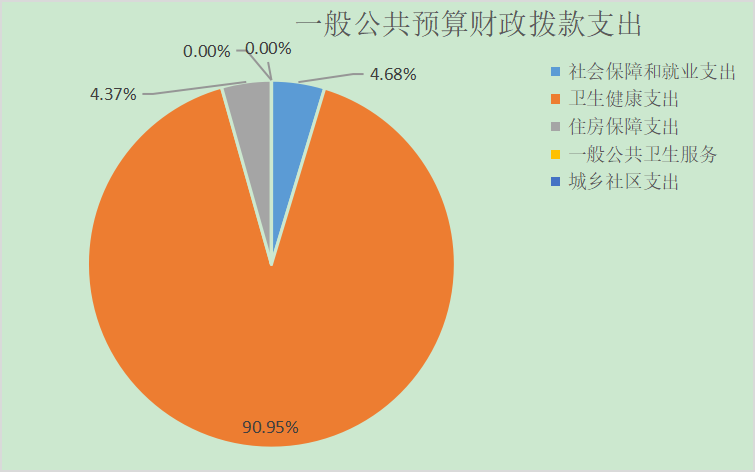 一般公共预算财政拨款支出
0.00%
0.00%
4.68%
4.37%
90.95%
社会保障和就业支出
卫生健康支出
住房保障支出
一般公共卫生服务
城乡社区支出